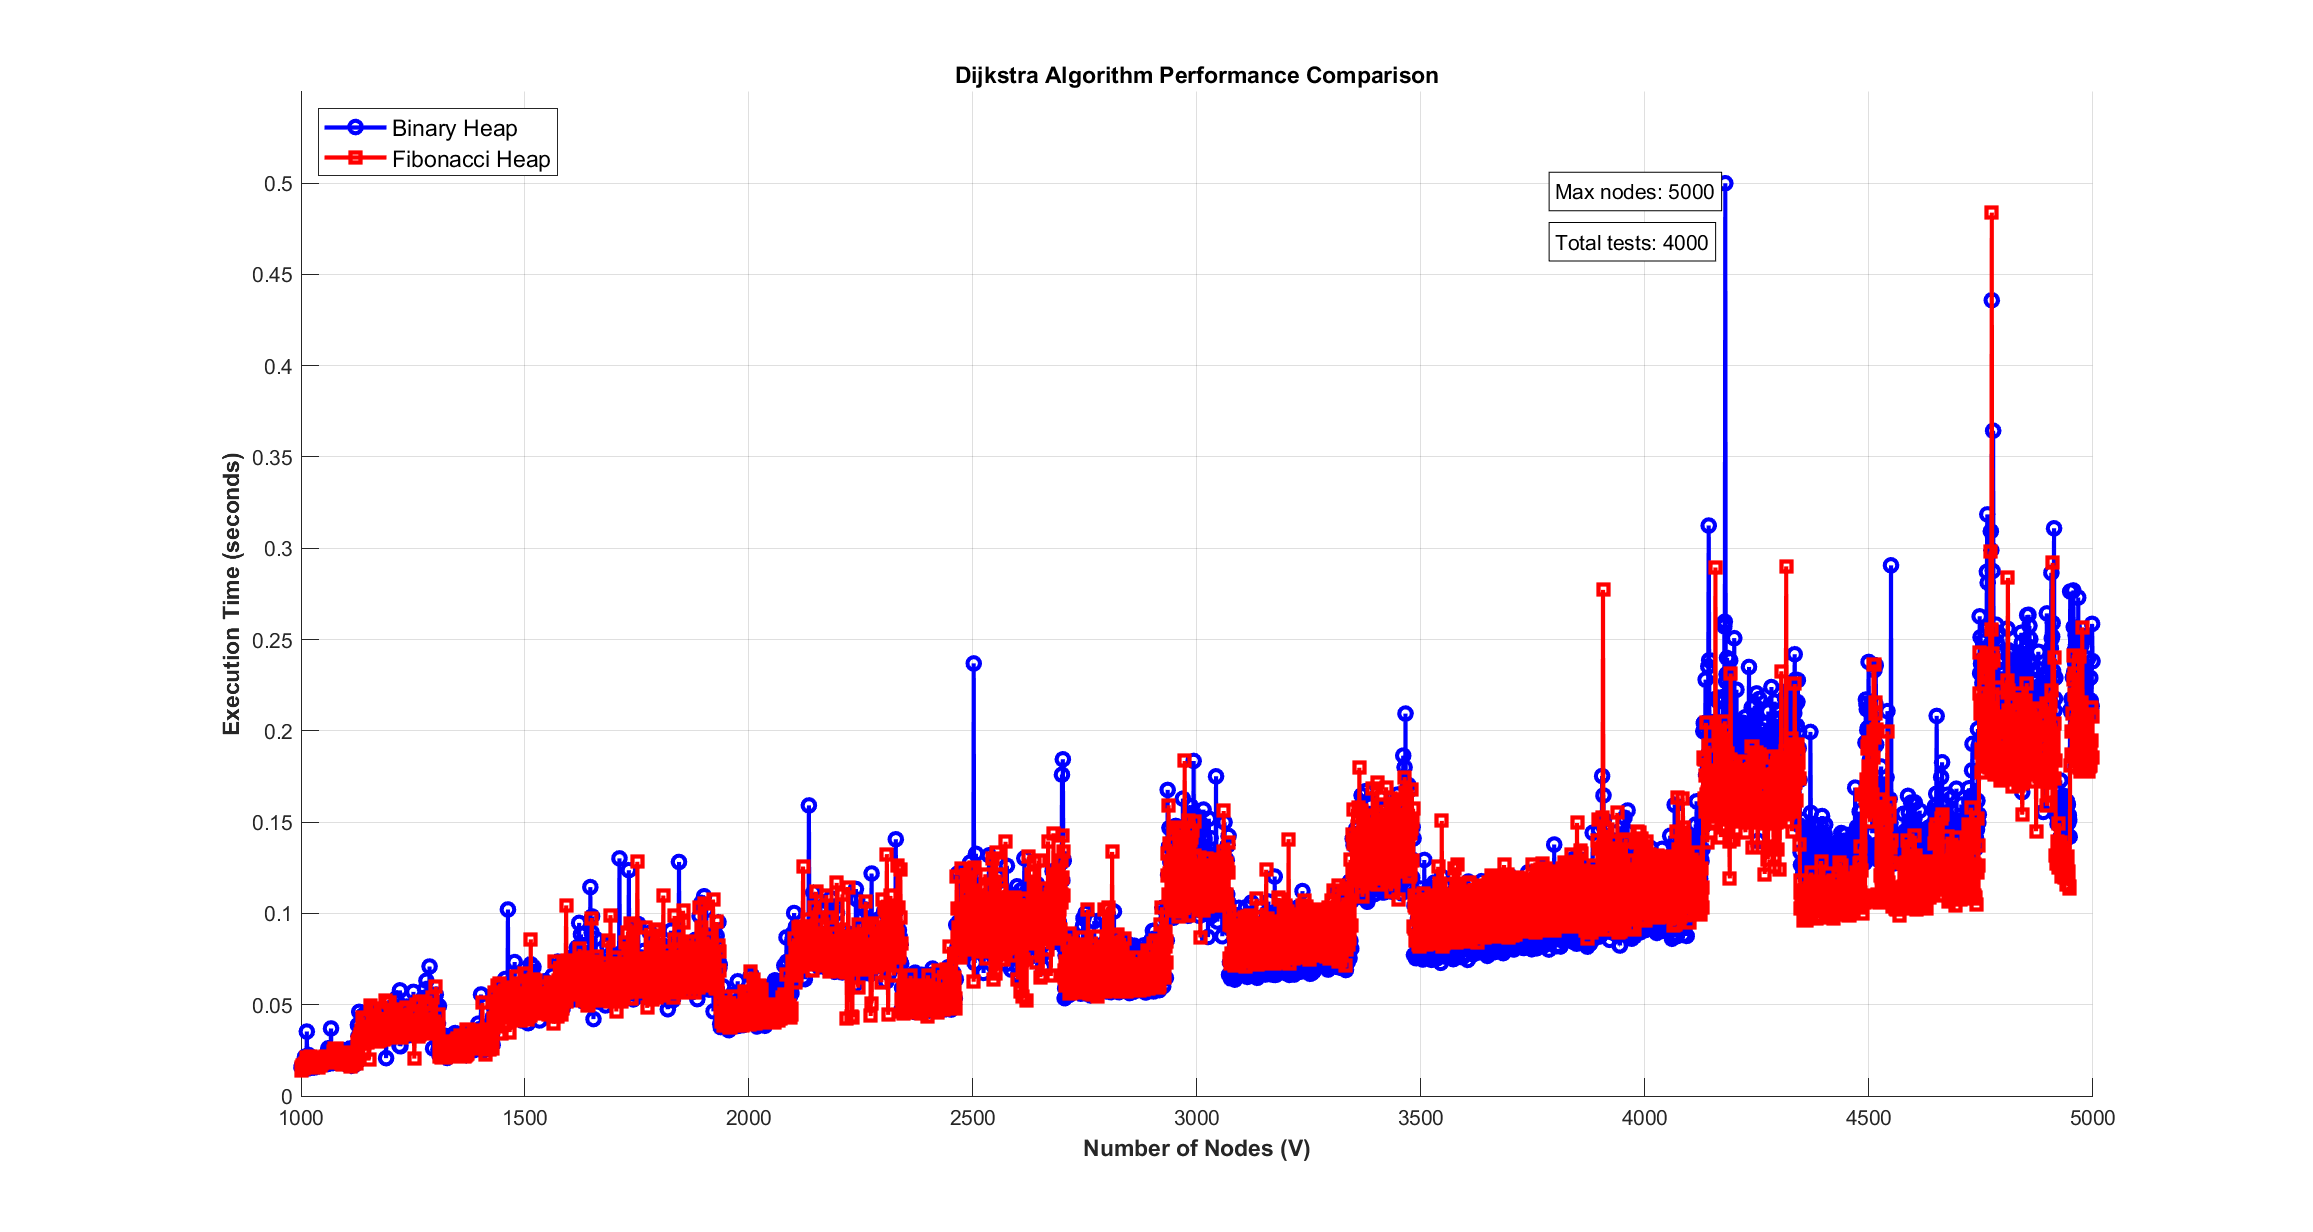 Dijkstra Algorithm Performance Comparison
Binary Heap
Fibonacci Heap
Max nodes: 5000
Total tests: 4000
Execution Time (seconds)
0.5
0.45
0.4
0.35
0.3
0.25
0.2
0.15
0.1
0.05
0
1000 1500 2000 2500 3000 3500 4000 4500 5000
Number of Nodes (V)